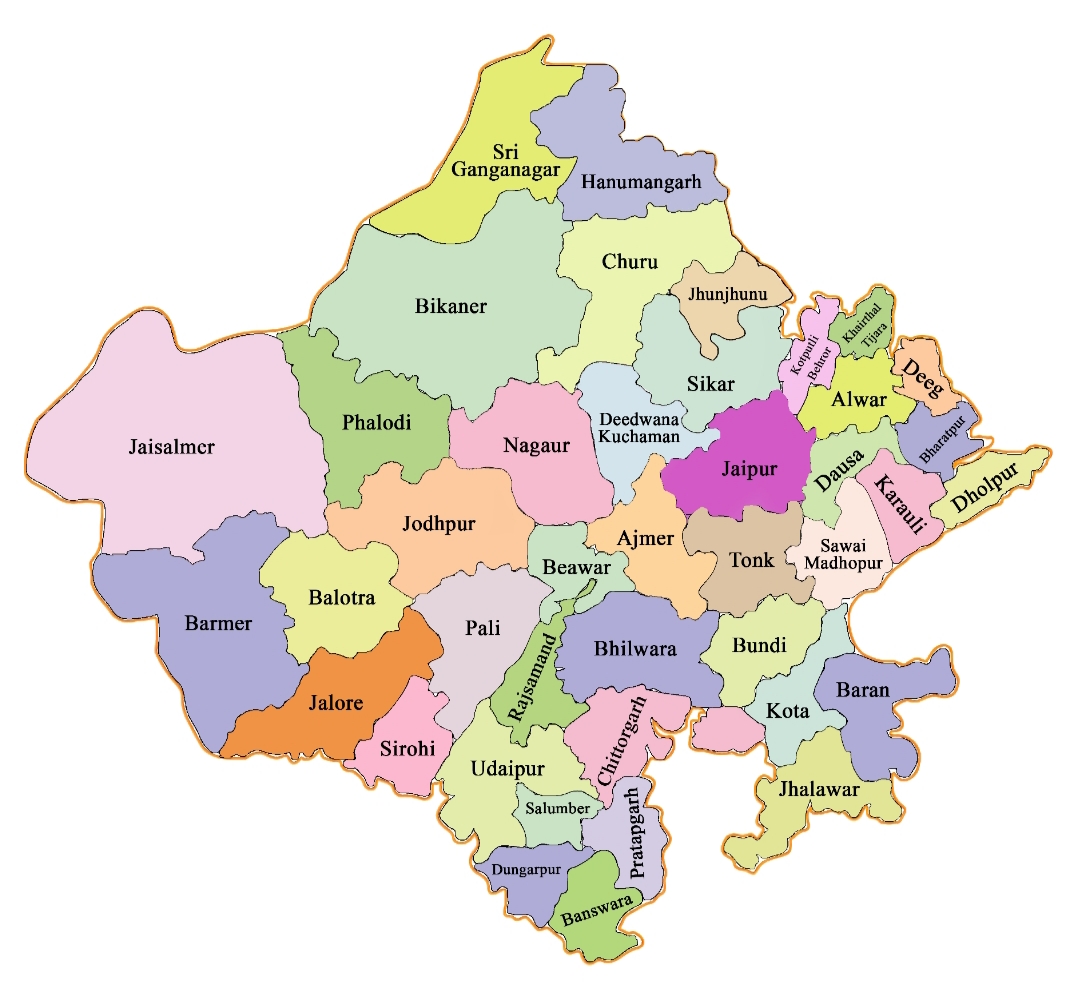 Sri
Ganganagar
Hanumangarh
Churu
Jhunjhunu
Bikaner
Khairthal
Tijara
Kotputli
Behror
Sikar
Deeg
Alwar
Phalodi
Deedwana
Kuchaman
Bharatpur
Jaisalmer
Nagaur
Jaipur
Dausa
Karauli
Dholpur
Jodhpur
Ajmer
Tonk
Sawai
Madhopur
Beawar
Balotra
Barmer
Pali
Rajsamand
Bhilwara
Bundi
Baran
Jalore
Kota
Sirohi
Chittorgarh
Udaipur
Jhalawar
Salumber
Pratapgarh
Dungarpur
Banswara